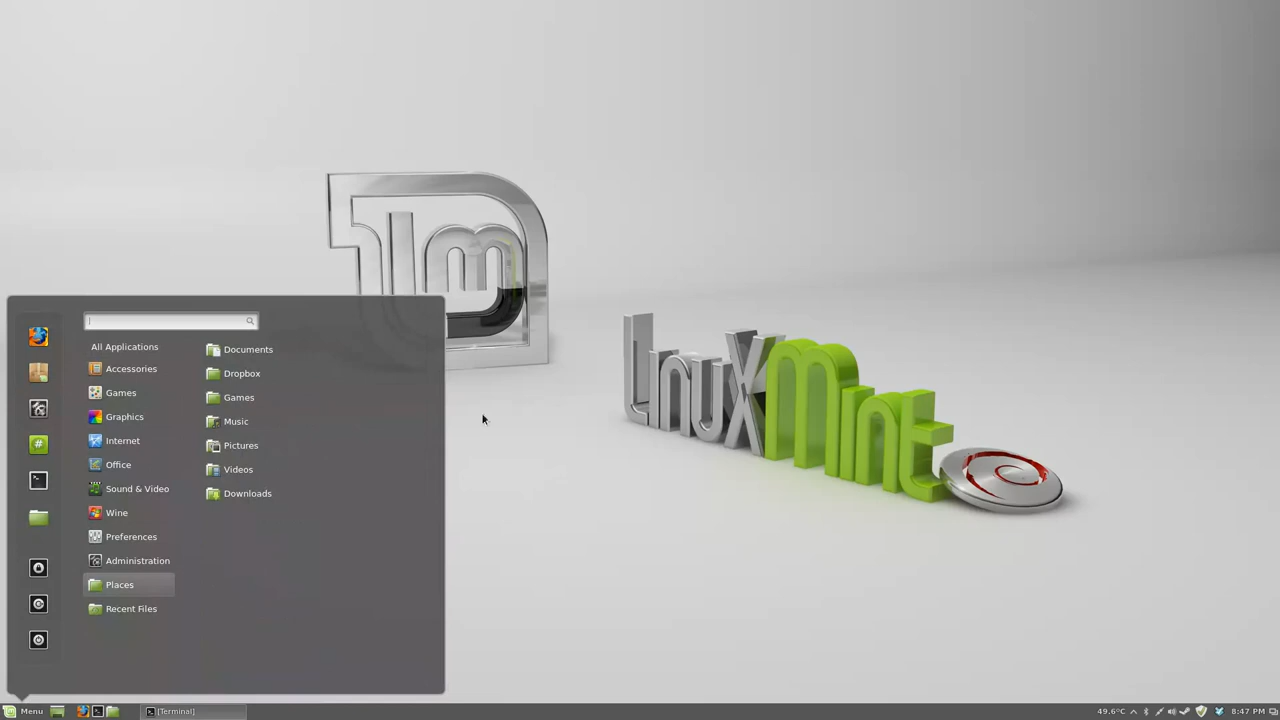 LinuxMint
All Applications
Accessories
Games
Graphics
Internet
Office
Sound & Video
Wine
Preferences
Administration
Places
Recent Files
Documents
Dropbox
Games
Music
Pictures
Videos
Downloads
Menu
[Terminal]
49.6°C
8:47 PM